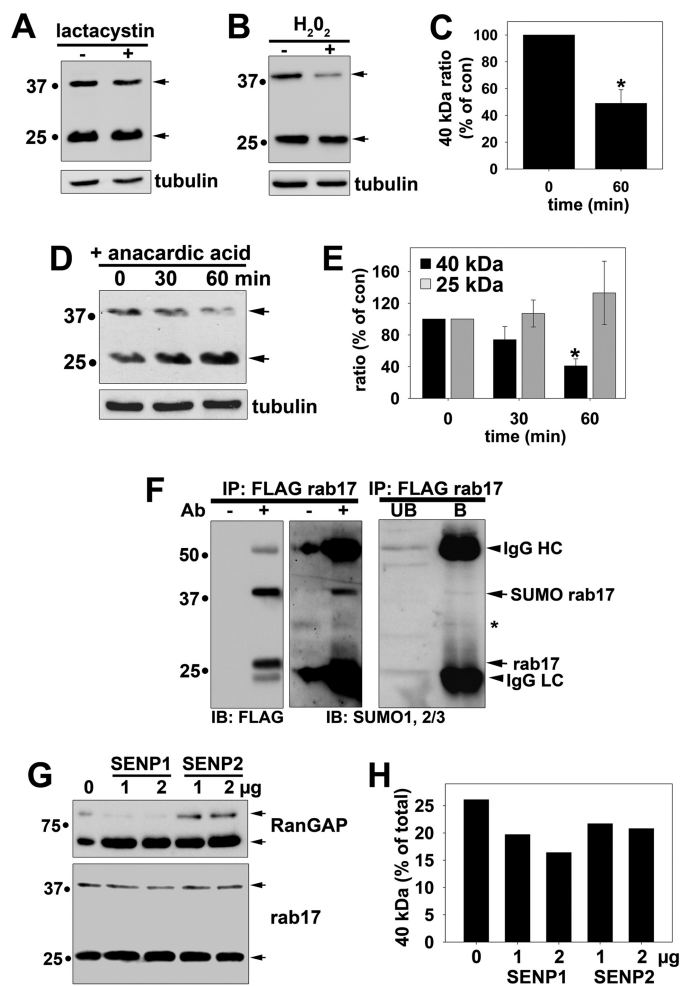 A
lactacystin
- +
37
25
tubulin
B
H₂0₂
- +
37
25
tubulin
C
40 kDa ratio
(% of con)
100
80
60
40
20
0
*
0 60
time (min)
D
+ anacardic acid
0 30 60 min
37
25
tubulin
E
ratio (% of con)
160
120
80
40
0
40 kDa
25 kDa
*
0 30 60
time (min)
F
IP: FLAG rab17 IP: FLAG rab17
Ab - + - + UB B
50
37
25
IgG HC
SUMO rab17
*
rab17
IgG LC
IB: FLAG IB: SUMO1, 2/3
G
SENP1 SENP2
0 1 2 1 2 µg
75
RanGAP
37
25
rab17
H
40 kDa (% of total)
25
20
15
10
5
0
0 1 2 1 2 µg
SENP1 SENP2